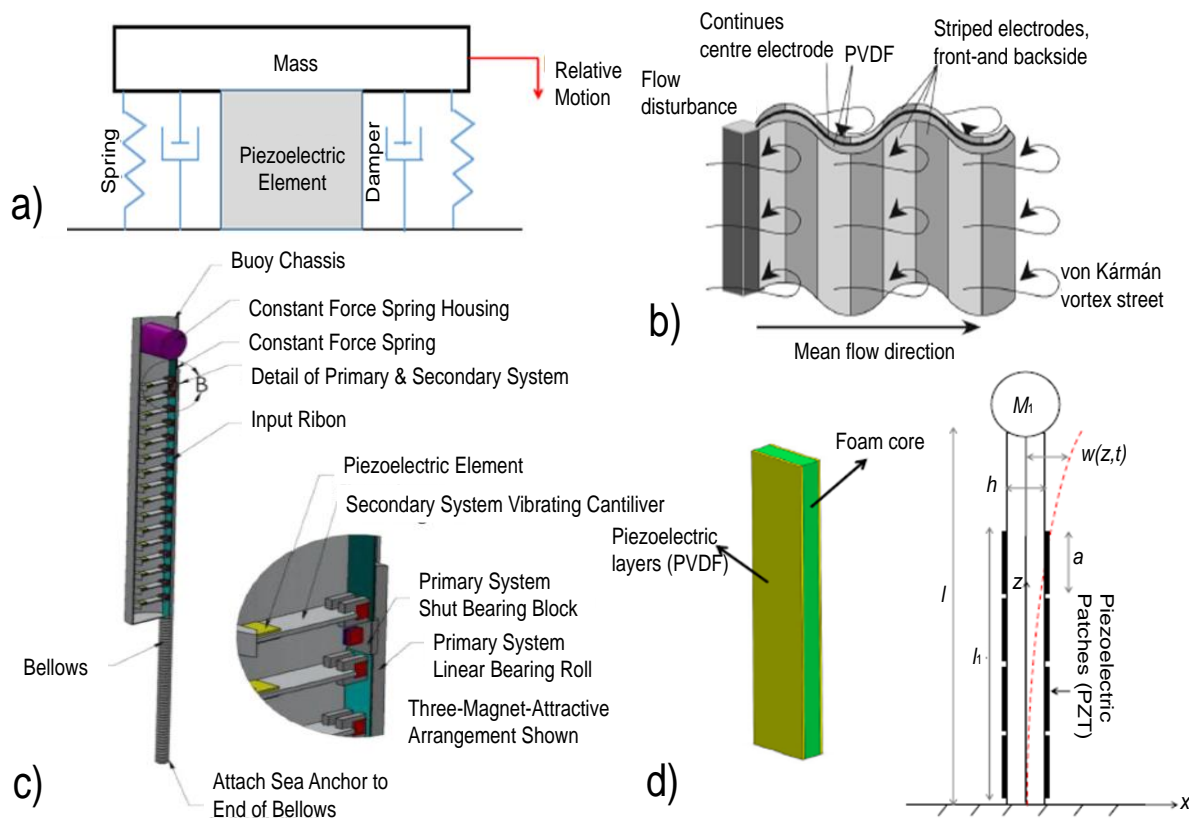 a)
Mass
Relative
Motion
Spring
Piezoelectric
Element
Damper
b)
Continues
centre electrode
PVDF
Striped electrodes,
front-and backside
Flow
disturbance
von Kármán
vortex street
Mean flow direction
c)
Buoy Chassis
Constant Force Spring Housing
Constant Force Spring
Detail of Primary & Secondary System
B
Input Ribon
Piezoelectric Element
Secondary System Vibrating Cantiliver
Primary System
Shut Bearing Block
Primary System
Linear Bearing Roll
Three-Magnet-Attractive
Arrangement Shown
Bellows
Attach Sea Anchor to
End of Bellows
d)
Foam core
Piezoelectric
layers (PVDF)
M1
w(z,t)
h
a
z
l
h1
Piezoelectric
Patches (PZT)
x